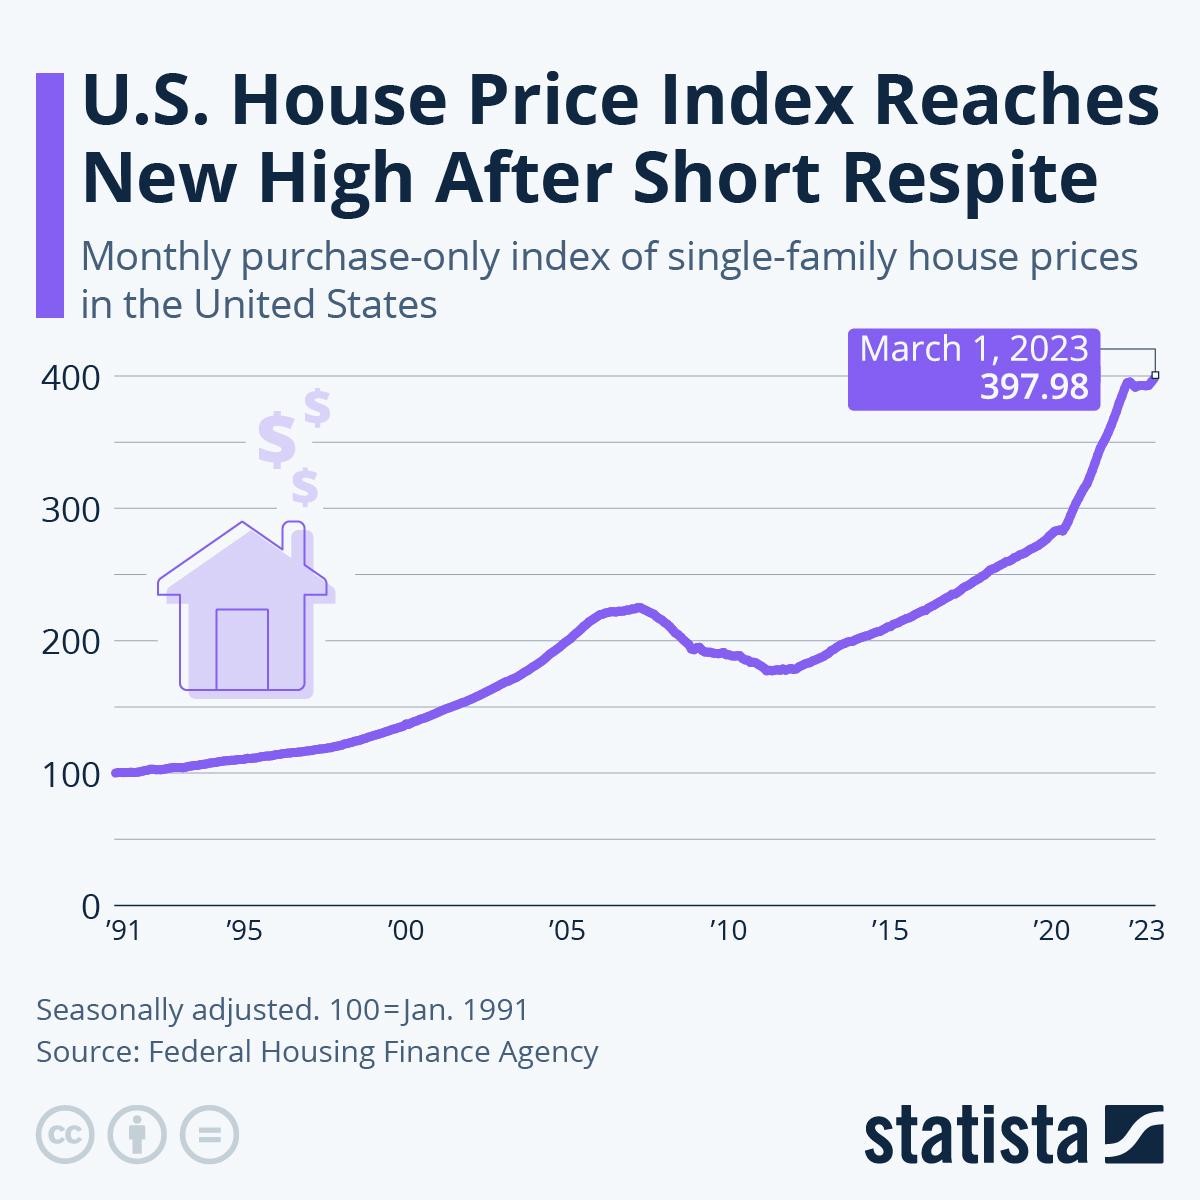 U.S. House Price Index Reaches
New High After Short Respite
Monthly purchase-only index of single-family house prices
in the United States
March 1, 2023
397.98
400
300
200
100
0
’91 ’95 ’00 ’05 ’10 ’15 ’20 ’23
$
$
$
Seasonally adjusted. 100=Jan. 1991
Source: Federal Housing Finance Agency
cc
statista